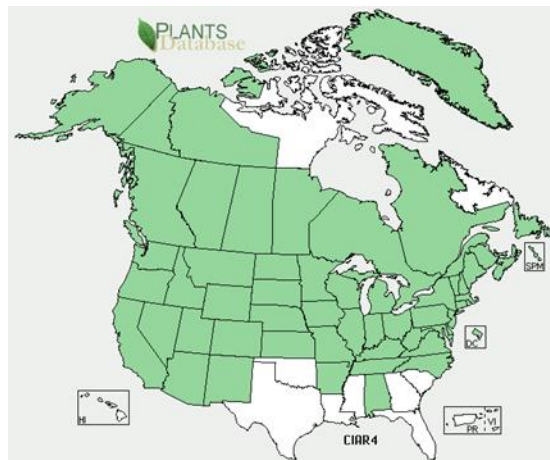 PLANTS
Database
SPM
DC
HI
PR
VI
CIAR4